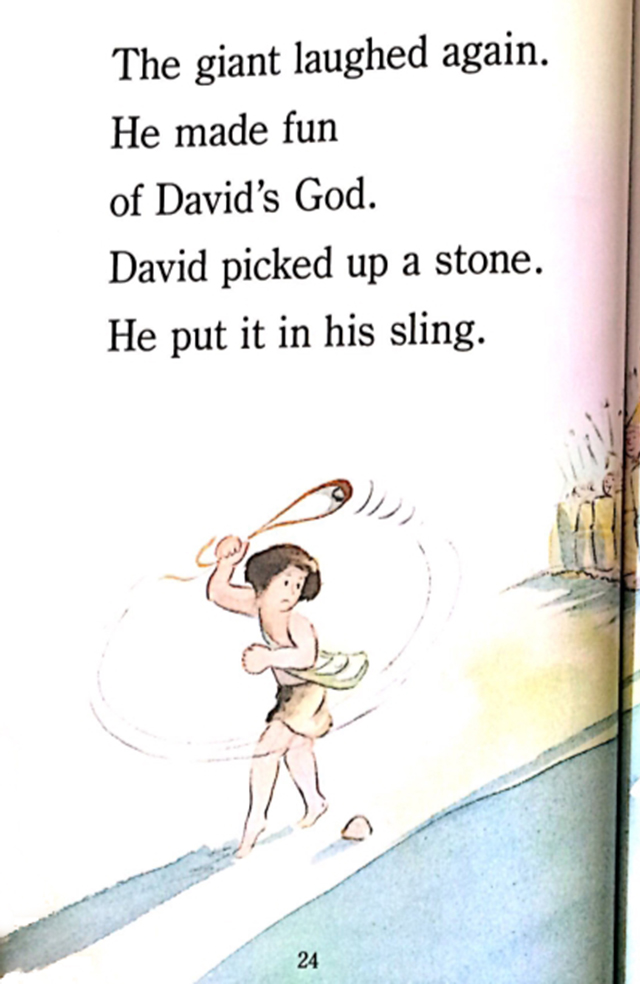 The giant laughed again.
He made fun
of David's God.
David picked up a stone.
He put it in his sling.
24